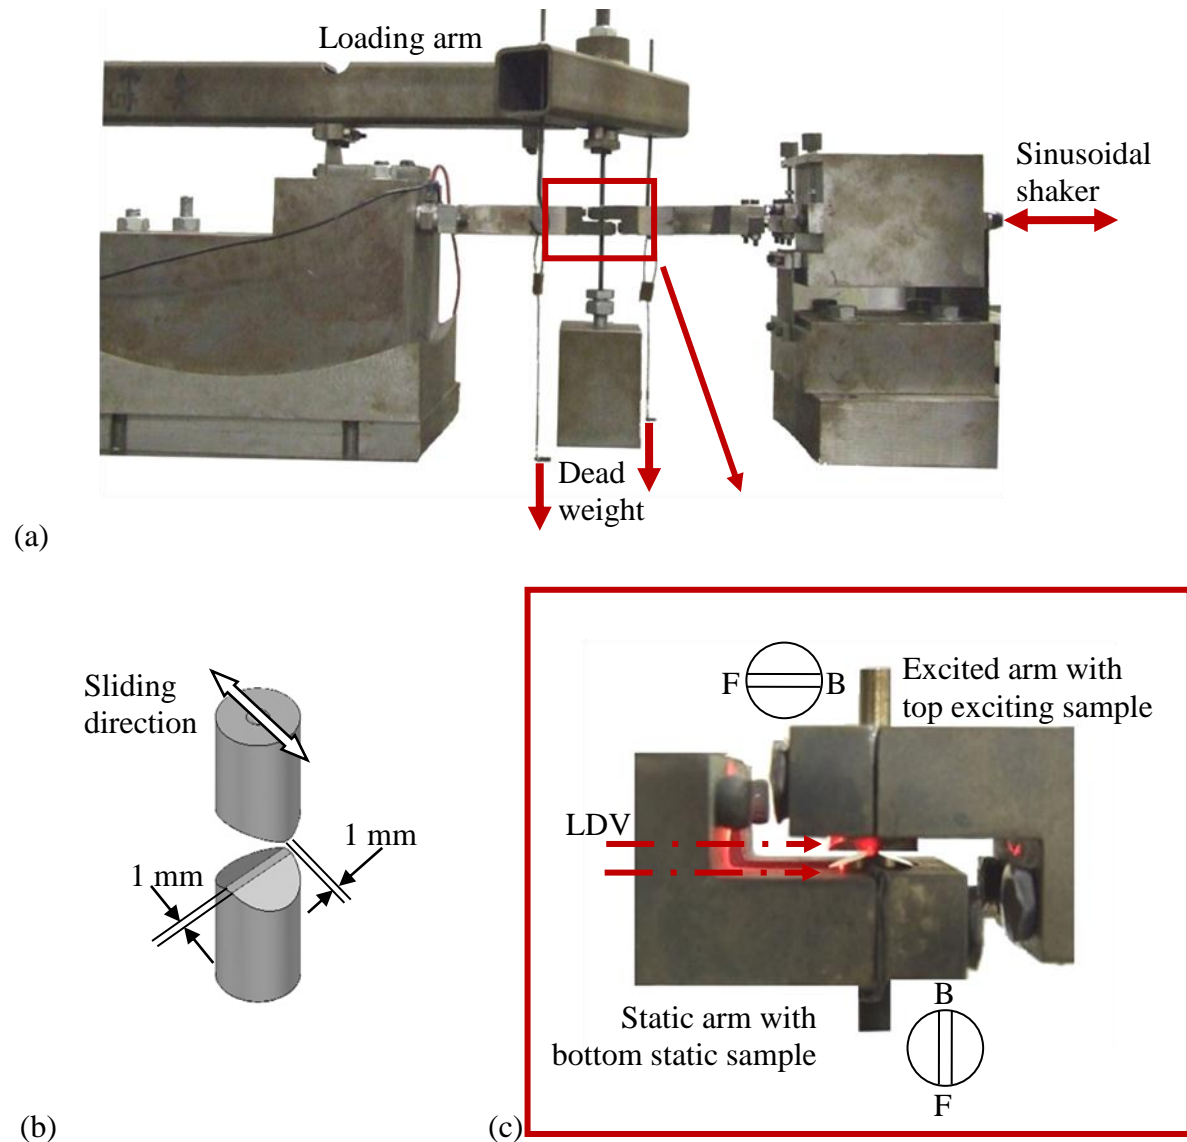 Loading arm
Sinusoidal
shaker
Dead
weight
(a)
Sliding
direction
1 mm
1 mm
(b)
F
B
Excited arm with
top exciting sample
LDV
Static arm with
bottom static sample
B
F
(c)